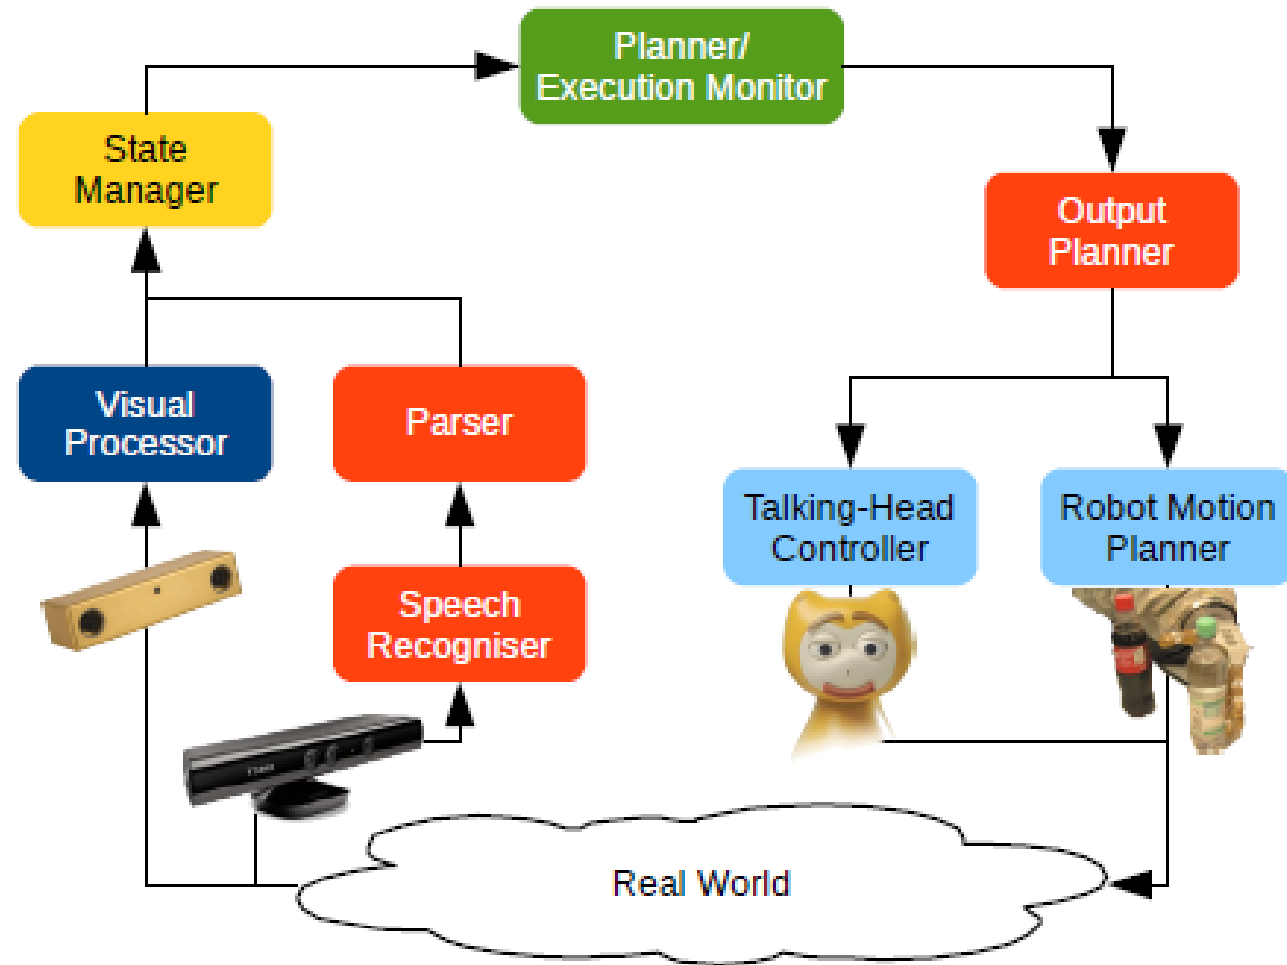 Planner/
Execution Monitor
State
Manager
Output
Planner
Visual
Processor
Parser
Talking-Head
Controller
Robot Motion
Planner
Speech
Recogniser
Real World